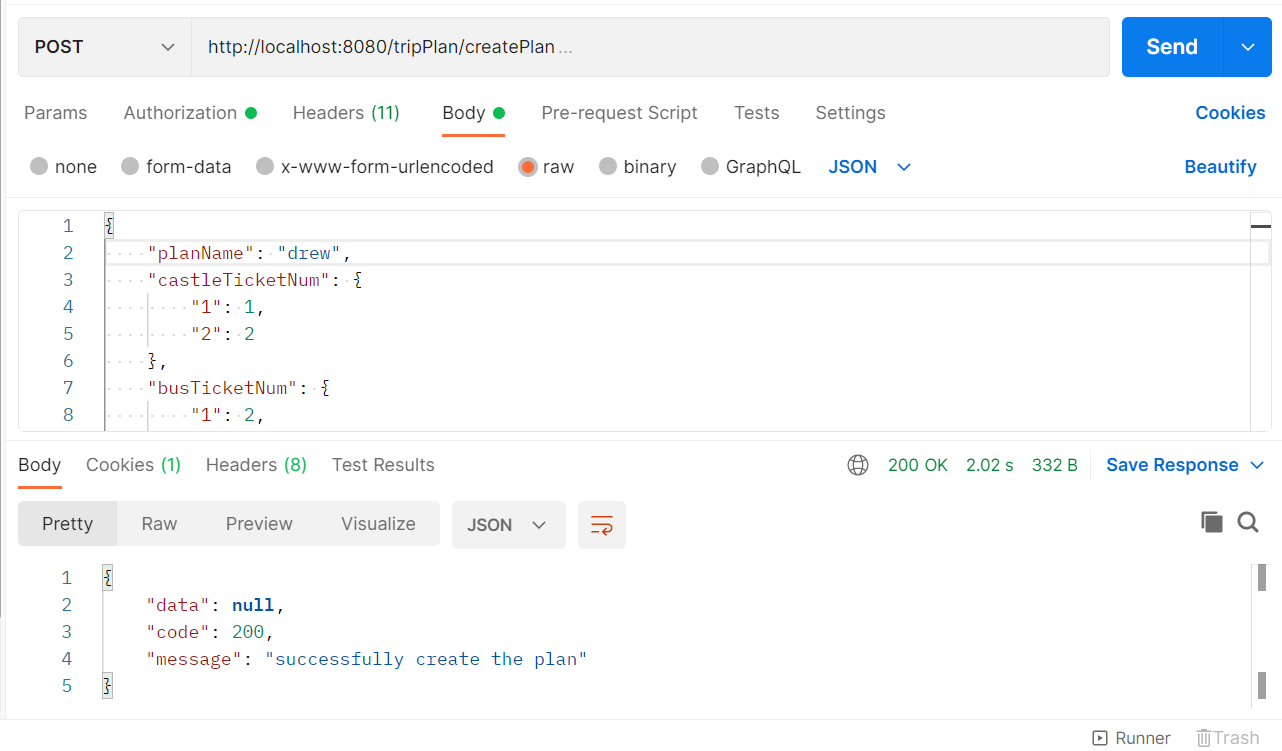 POST http://localhost:8080/tripPlan/createPlan ... Send
Params Authorization Headers (11) Body Pre-request Script Tests Settings Cookies
none form-data x-www-form-urlencoded raw binary GraphQL JSON Beautify
1 {
2 "planName": "drew",
3 "castleTicketNum": {
4 "1": 1,
5 "2": 2
6 },
7 "busTicketNum": {
8 "1": 2,
Body Cookies (1) Headers (8) Test Results 200 OK 2.02 s 332 B Save Response
Pretty Raw Preview Visualize JSON
1 {
2 "data": null,
3 "code": 200,
4 "message": "successfully create the plan"
5 }
Runner Trash